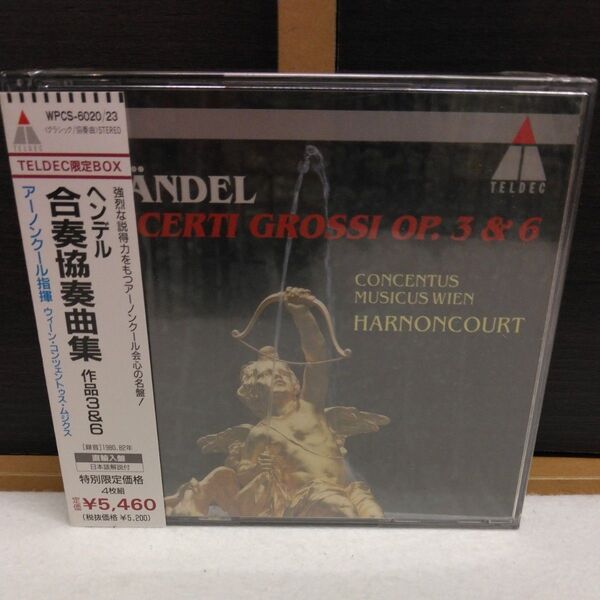 WPCS-6020/23
〈クラシック/協奏曲〉STEREO
TELDEC限定BOX
強烈な説得力をもつアーノンクール会心の名盤!
ヘンデル
合奏協奏曲集 作品3&6
アーノンクール指揮 ウィーン・コンツェントゥス・ムジクス
[録音]1980, 82年
直輸入盤
日本語解説付
特別限定価格
4枚組
定価¥5,460
(税抜価格 ¥5,200)
ÄNDEL
CERTI GROSSI OP. 3 & 6
CONCENTUS
MUSICUS WIEN
HARNONCOURT
TELDEC